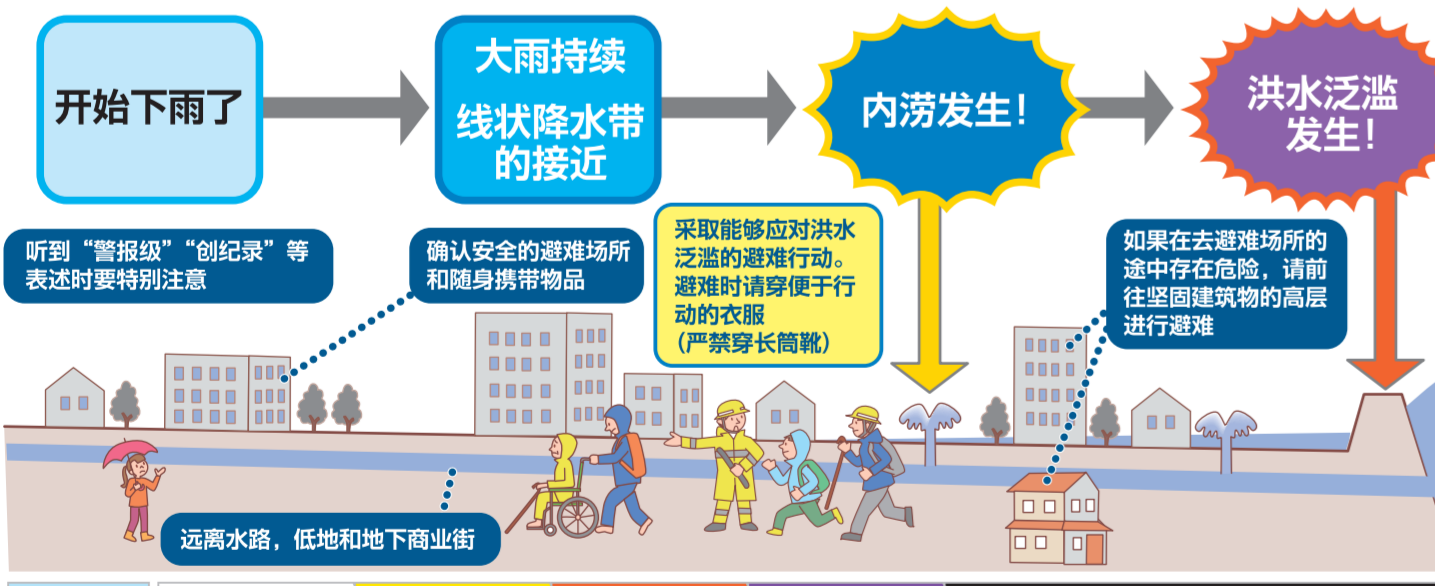 开始下雨了
大雨持续
线状降水带
的接近
内涝发生！
洪水泛滥
发生！
听到“警报级”“创纪录”等
表述时要特别注意
确认安全的避难场所
和随身携带物品
采取能够应对洪水
泛滥的避难行动。
避难时请穿便于行
动的衣服
（严禁穿长筒靴）
如果在去避难场所的
途中存在危险，请前
往坚固建筑物的高层
进行避难
远离水路，低地和地下商业街